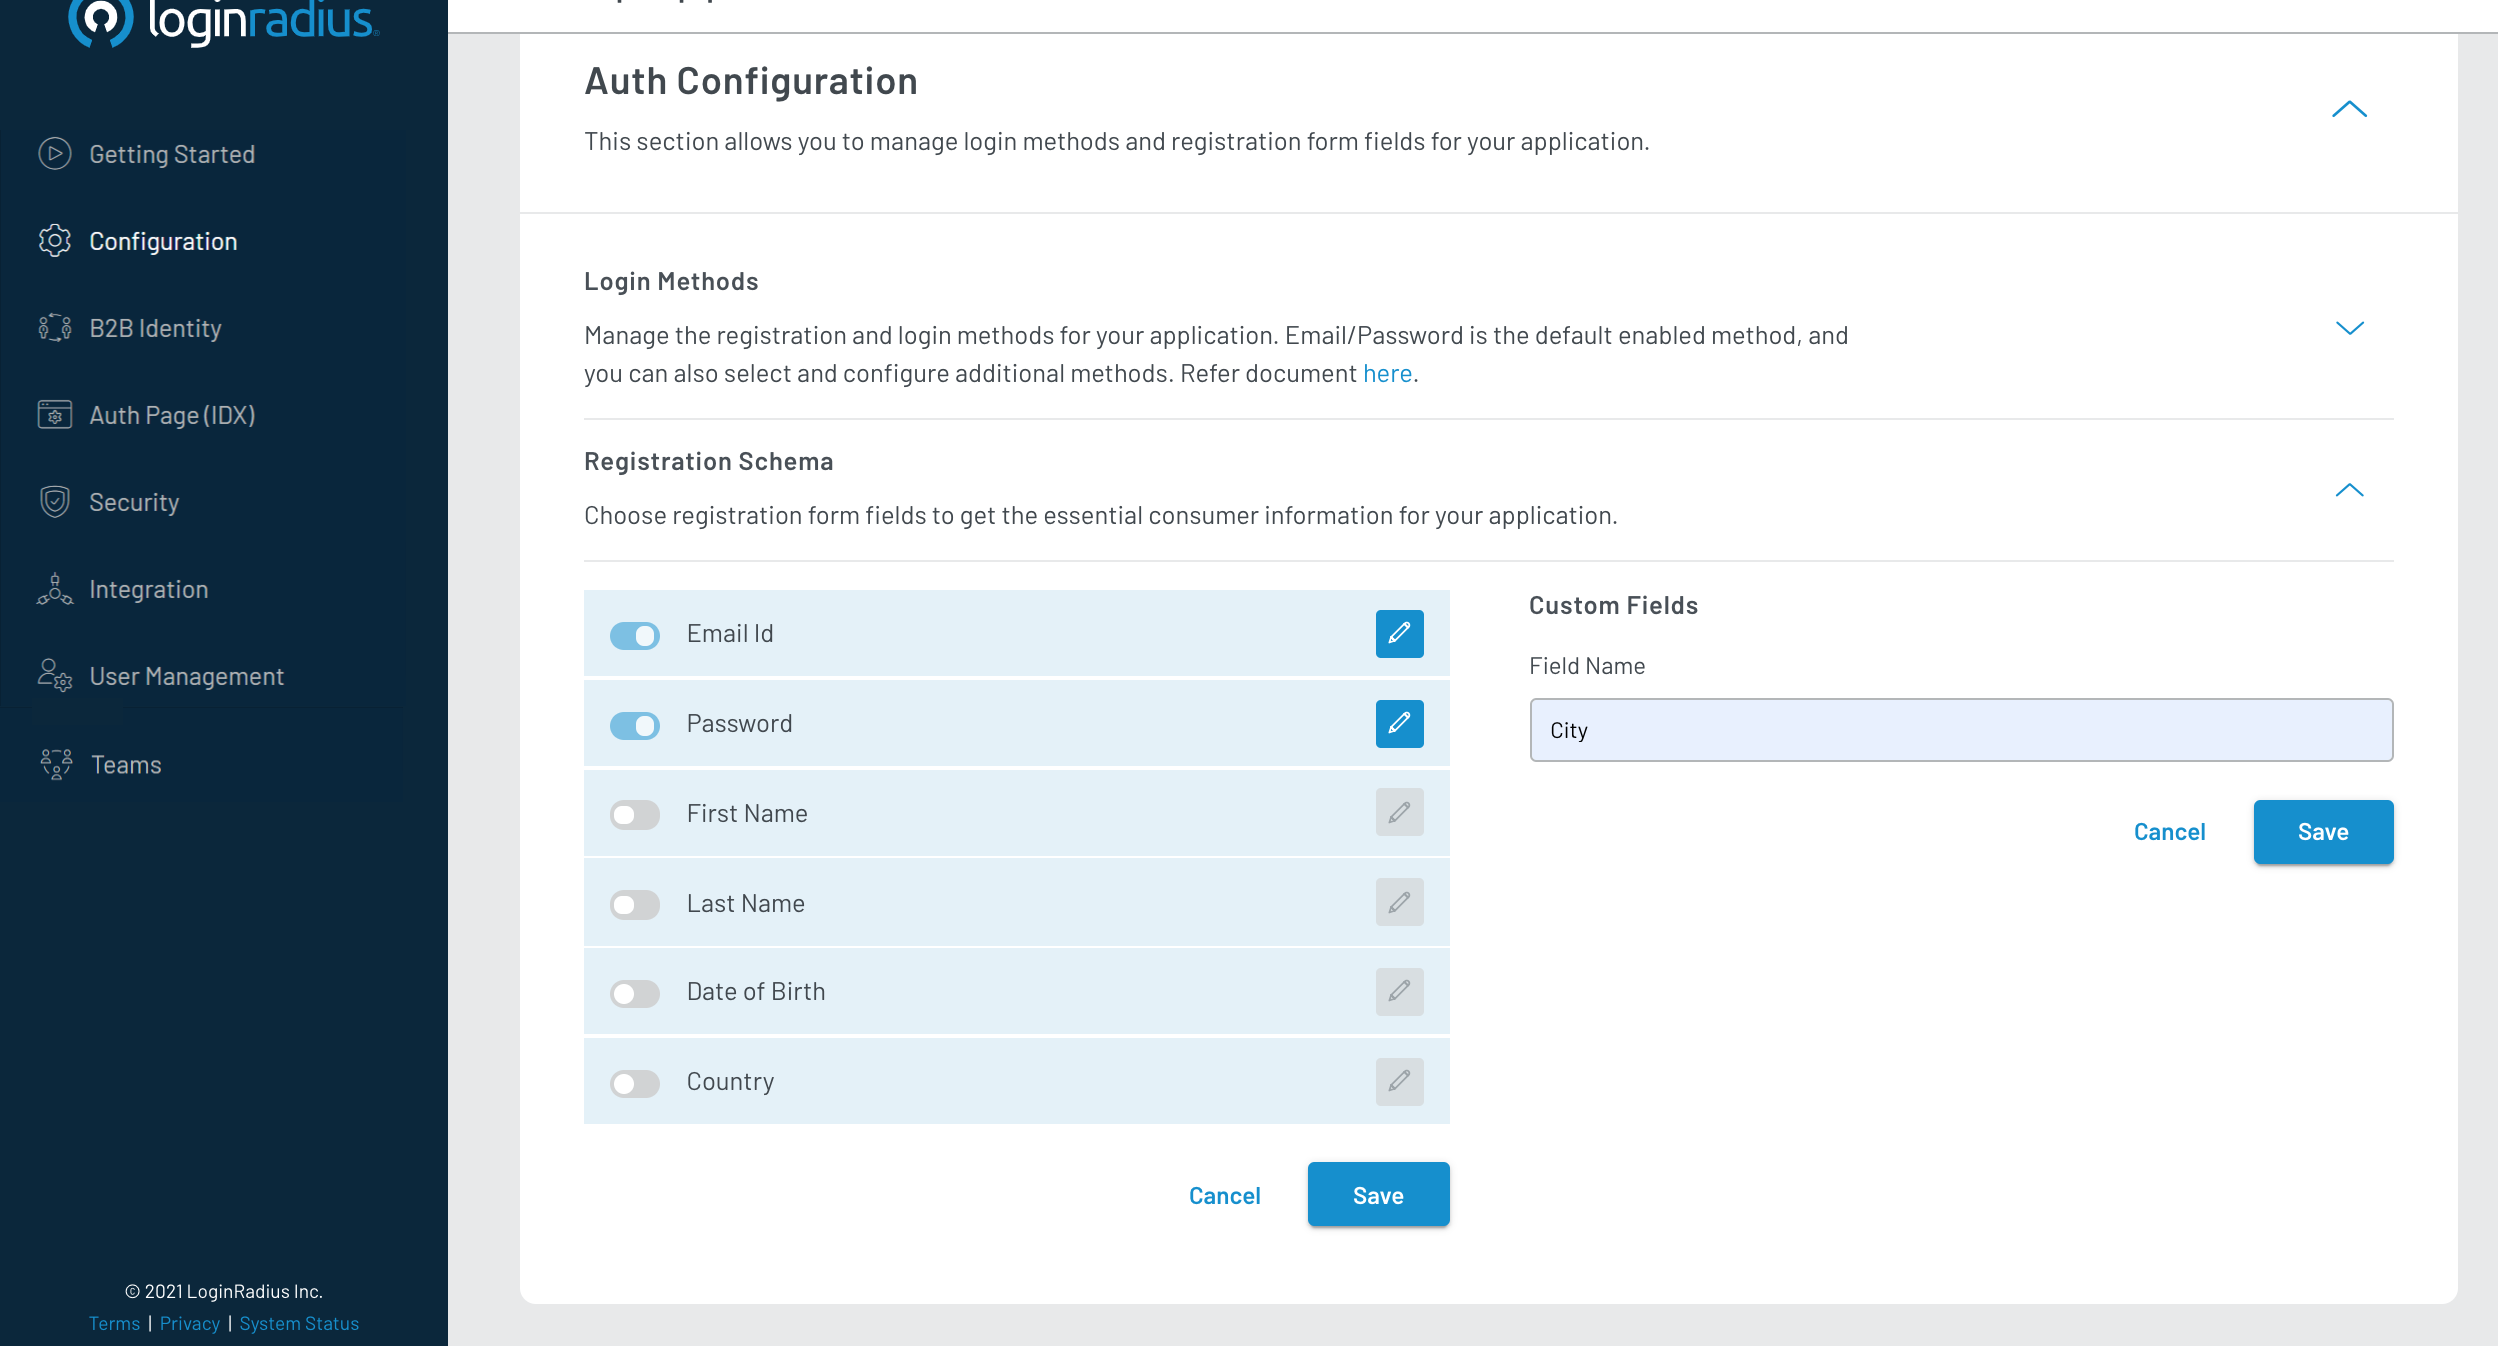 loginradius
Getting Started
Configuration
B2B Identity
Auth Page (IDX)
Security
Integration
User Management
Teams
© 2021 LoginRadius Inc.
Terms | Privacy | System Status
Auth Configuration
This section allows you to manage login methods and registration form fields for your application.
Login Methods
Manage the registration and login methods for your application. Email/Password is the default enabled method, and
you can also select and configure additional methods. Refer document here.
Registration Schema
Choose registration form fields to get the essential consumer information for your application.
Email Id
Password
First Name
Last Name
Date of Birth
Country
Cancel
Save
Custom Fields
Field Name
City
Cancel
Save